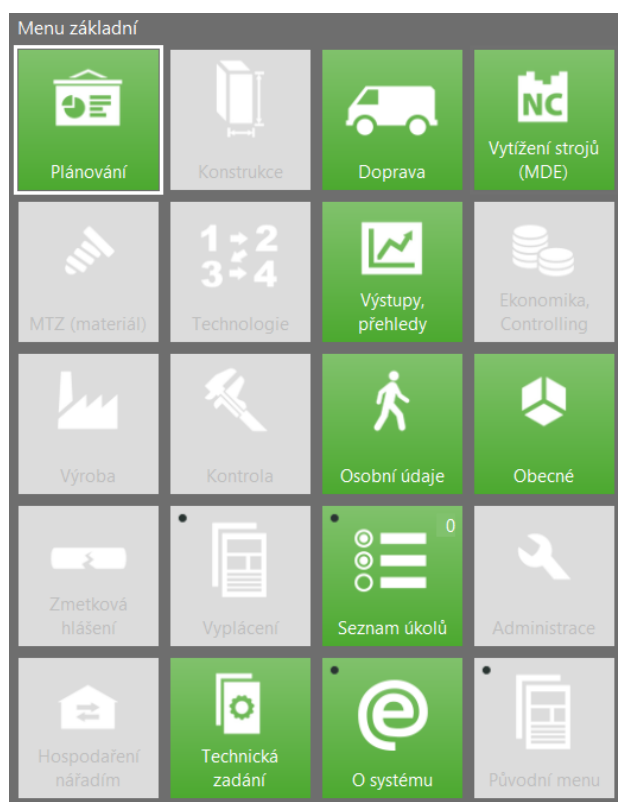 Menu základní
Plánování
Konstrukce
Doprava
NC
Vytížení strojů
(MDE)
MTZ (materiál)
1 2
3 4
Technologie
Výstupy,
přehledy
Ekonomika,
Controlling
Výroba
Kontrola
Osobní údaje
Obecné
Zmetková
hlášení
Vyplácení
0
Seznam úkolů
Administrace
Hospodaření
nářadím
Technická
zadání
e
O systému
Původní menu